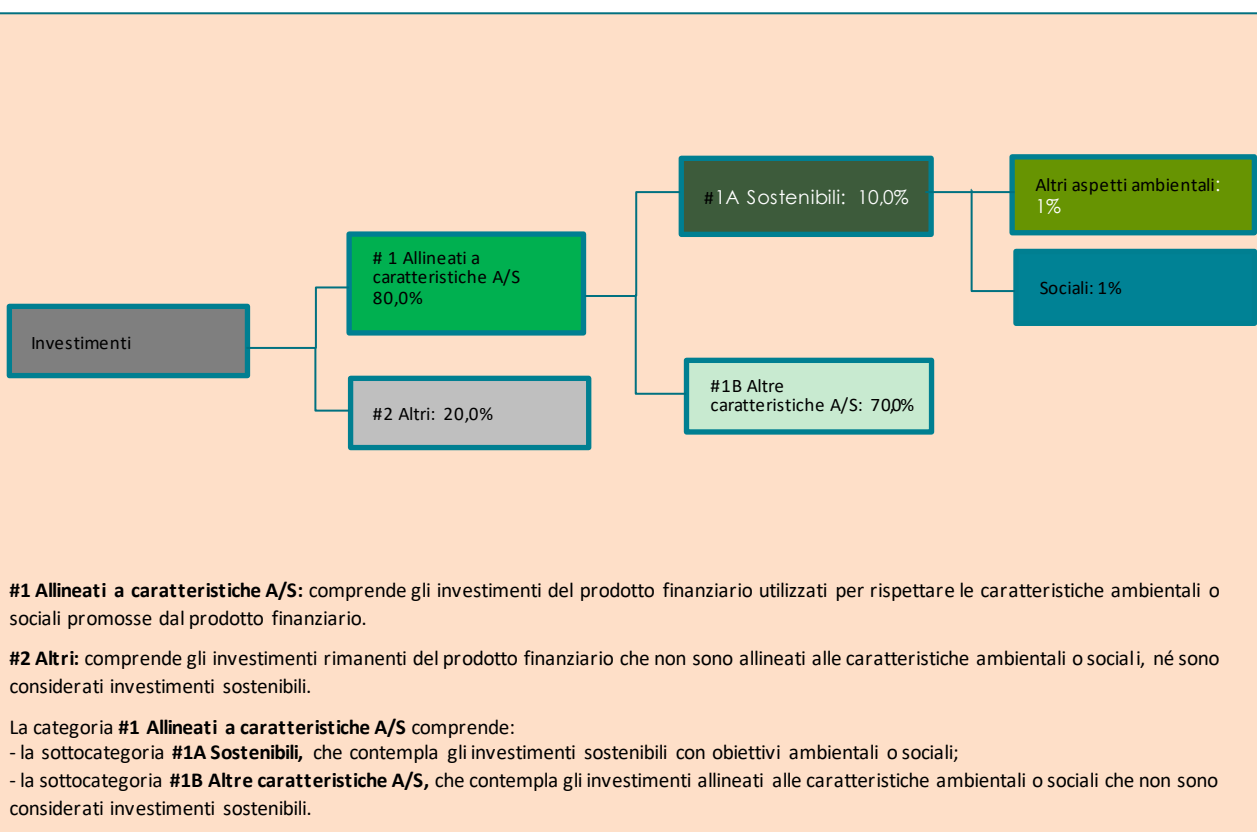 Investimenti
# 1 Allineati a
caratteristiche A/S
80,0%
#2 Altri: 20,0%
#1A Sostenibili: 10,0%
#1B Altre
caratteristiche A/S: 70,0%
Altri aspetti ambientali:
1%
Sociali: 1%
#1 Allineati a caratteristiche A/S: comprende gli investimenti del prodotto finanziario utilizzati per rispettare le caratteristiche ambientali o
sociali promosse dal prodotto finanziario.
#2 Altri: comprende gli investimenti rimanenti del prodotto finanziario che non sono allineati alle caratteristiche ambientali o sociali, né sono
considerati investimenti sostenibili.
La categoria #1 Allineati a caratteristiche A/S comprende:
- la sottocategoria #1A Sostenibili, che contempla gli investimenti sostenibili con obiettivi ambientali o sociali;
- la sottocategoria #1B Altre caratteristiche A/S, che contempla gli investimenti allineati alle caratteristiche ambientali o sociali che non sono
considerati investimenti sostenibili.